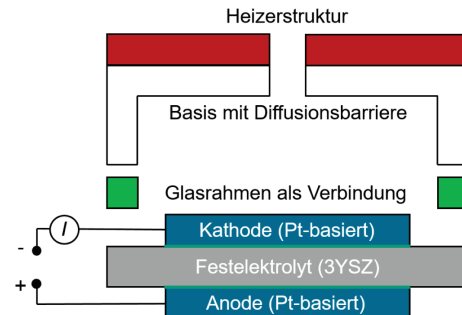 Heizerstruktur
Basis mit Diffusionsbarriere
Glasrahmen als Verbindung
I
Kathode (Pt-basiert)
-
Festelektrolyt (3YSZ)
+
Anode (Pt-basiert)